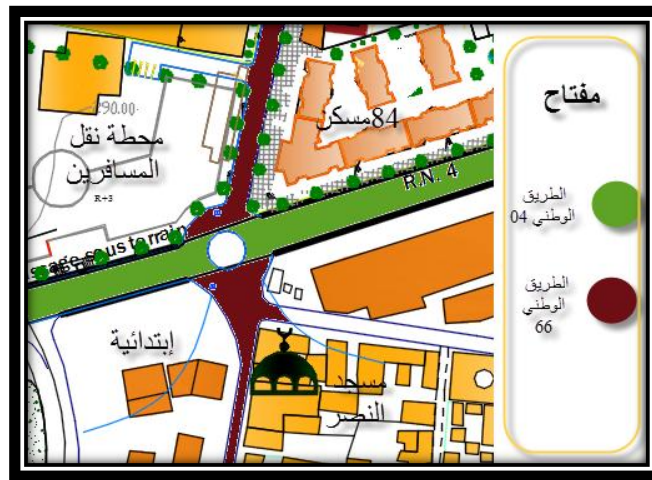 290.00
محطة نقل
المسافرين
R+3
84مسكن
R.N. 4
sage sous terrain
إبتدائية
مسجد
النصر
مفتاح
الطريق
الوطني 04
الطريق
الوطني
66